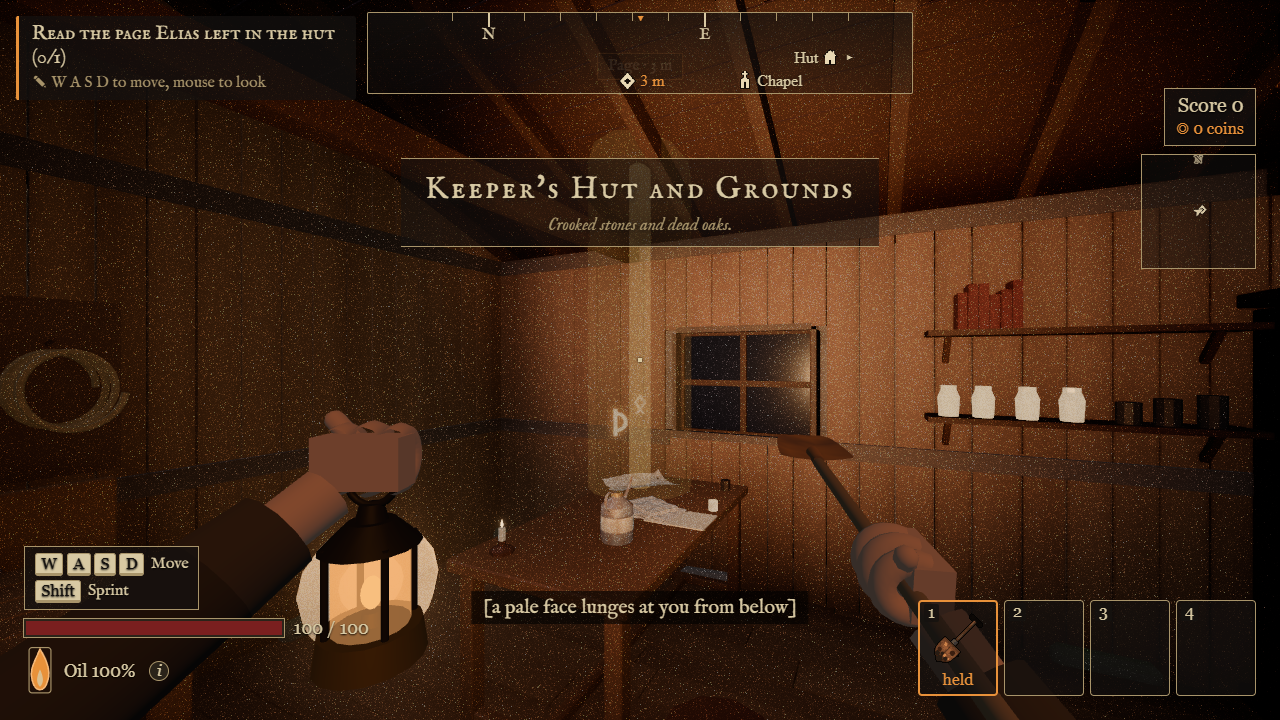 Read the page Elias left in the hut
(0/1)
W A S D to move, mouse to look
N
E
Page · 3 m
Hut
3 m
Chapel
Score 0
0 coins
Keeper's Hut and Grounds
Crooked stones and dead oaks.
W A S D Move
Shift Sprint
[a pale face lunges at you from below]
100 / 100
Oil 100% i
1
2
3
4
held